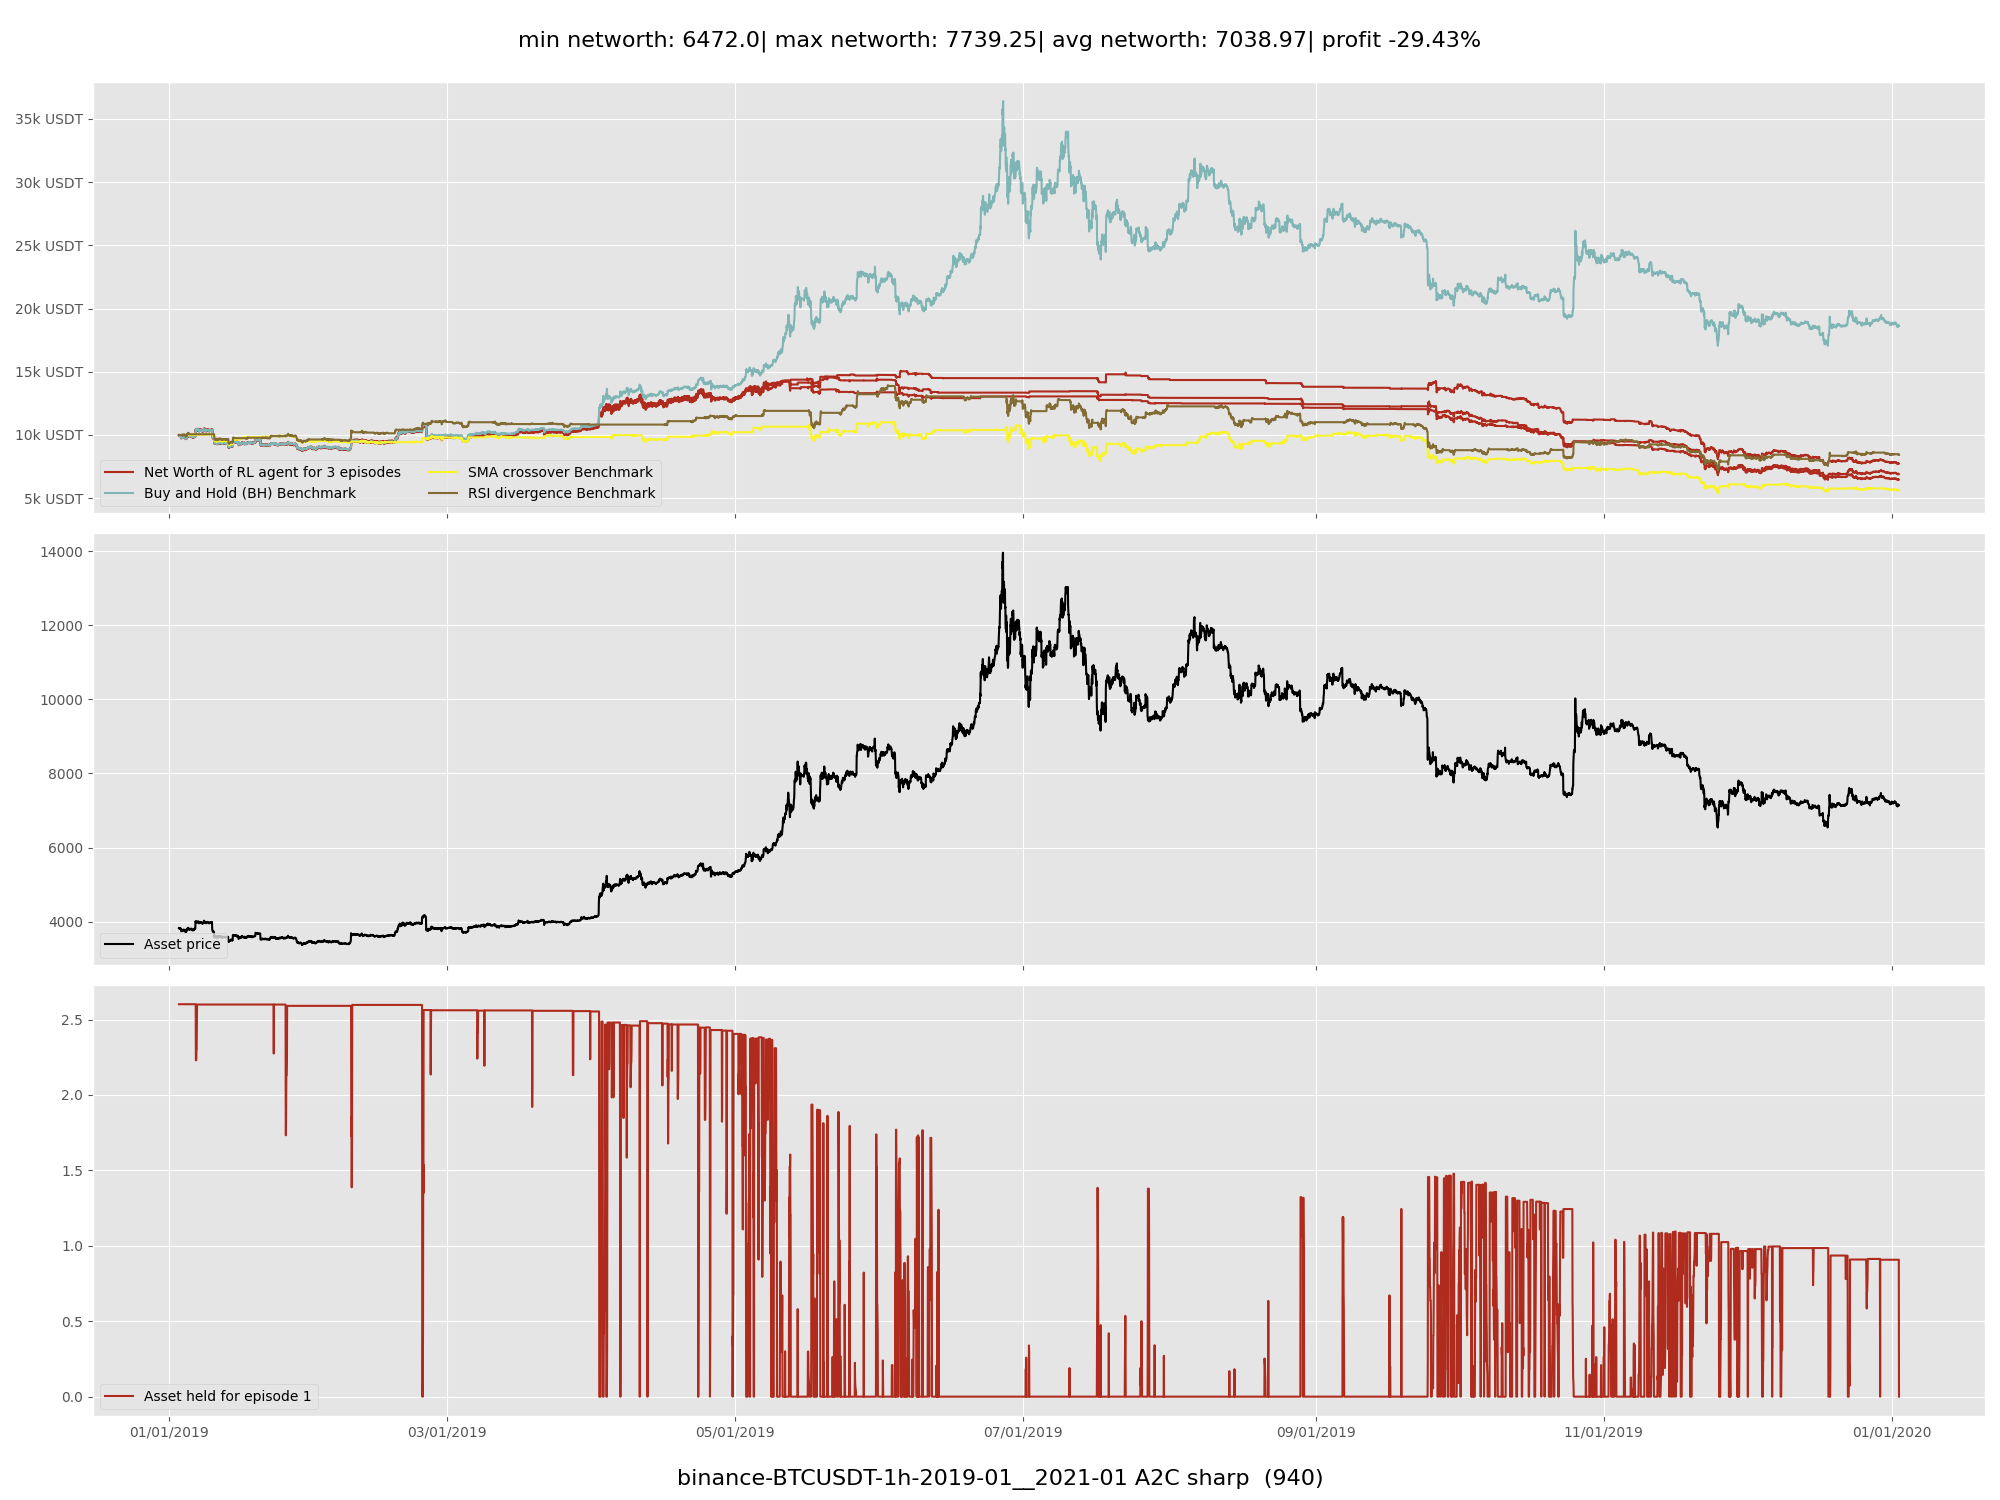 min networth: 6472.0| max networth: 7739.25| avg networth: 7038.97| profit -29.43%
35k USDT
30k USDT
25k USDT
20k USDT
15k USDT
10k USDT
5k USDT
Net Worth of RL agent for 3 episodes
Buy and Hold (BH) Benchmark
SMA crossover Benchmark
RSI divergence Benchmark
14000
12000
10000
8000
6000
4000
Asset price
2.5
2.0
1.5
1.0
0.5
0.0
Asset held for episode 1
01/01/2019 03/01/2019 05/01/2019 07/01/2019 09/01/2019 11/01/2019 01/01/2020
binance-BTCUSDT-1h-2019-01__2021-01 A2C sharp (940)